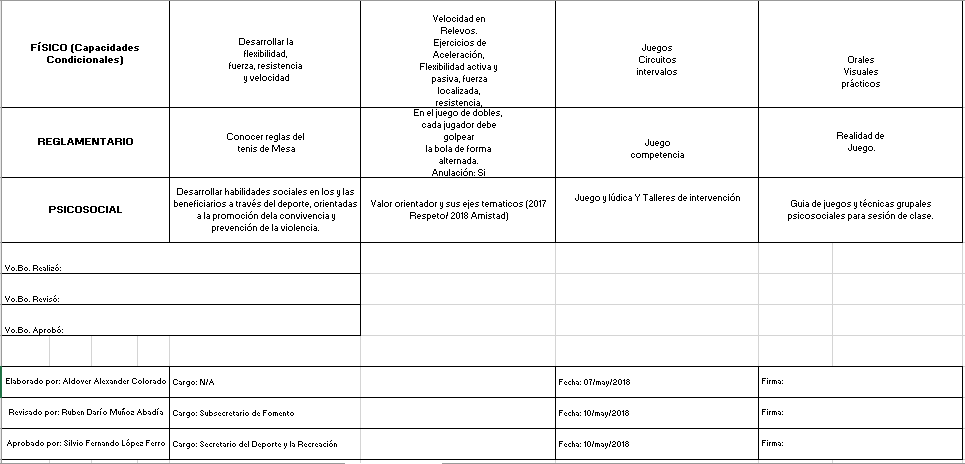 FÍSICO (Capacidades
Condicionales)
Desarrollar la
flexibilidad,
fuerza, resistencia
y velocidad
Velocidad en
Relevos.
Ejercicios de
Aceleración,
Flexibilidad activa y
pasiva, fuerza
localizada,
resistencia,
Juegos
Circuitos
intervalos
Orales
Visuales
prácticos
REGLAMENTARIO
Conocer reglas del
tenis de Mesa
En el juego de dobles,
cada jugador debe
golpear
la bola de forma
alternada.
Anulación: Si
Juego
competencia
Realidad de
Juego.
PSICOSOCIAL
Desarrollar habilidades sociales en los y las
beneficiarios a través del deporte, orientadas
a la promoción dela convivencia y
prevención de la violencia.
Valor orientador y sus ejes tematicos (2017
Respeto/ 2018 Amistad)
Juego y lúdica Y Talleres de intervención
Guia de juegos y técnicas grupales
psicosociales para sesión de clase.
Vo.Bo. Realizó:
Vo.Bo. Revisó:
Vo.Bo. Aprobó:
Elaborado por: Aldover Alexander Colorado
Cargo: N/A
Fecha: 07/may/2018
Firma:
Revisado por: Ruben Darío Muñoz Abadía
Cargo: Subsecretario de Fomento
Fecha: 10/may/2018
Firma:
Aprobado por: Silvio Fernando López Ferro
Cargo: Secretario del Deporte y la Recreación
Fecha: 10/may/2018
Firma: